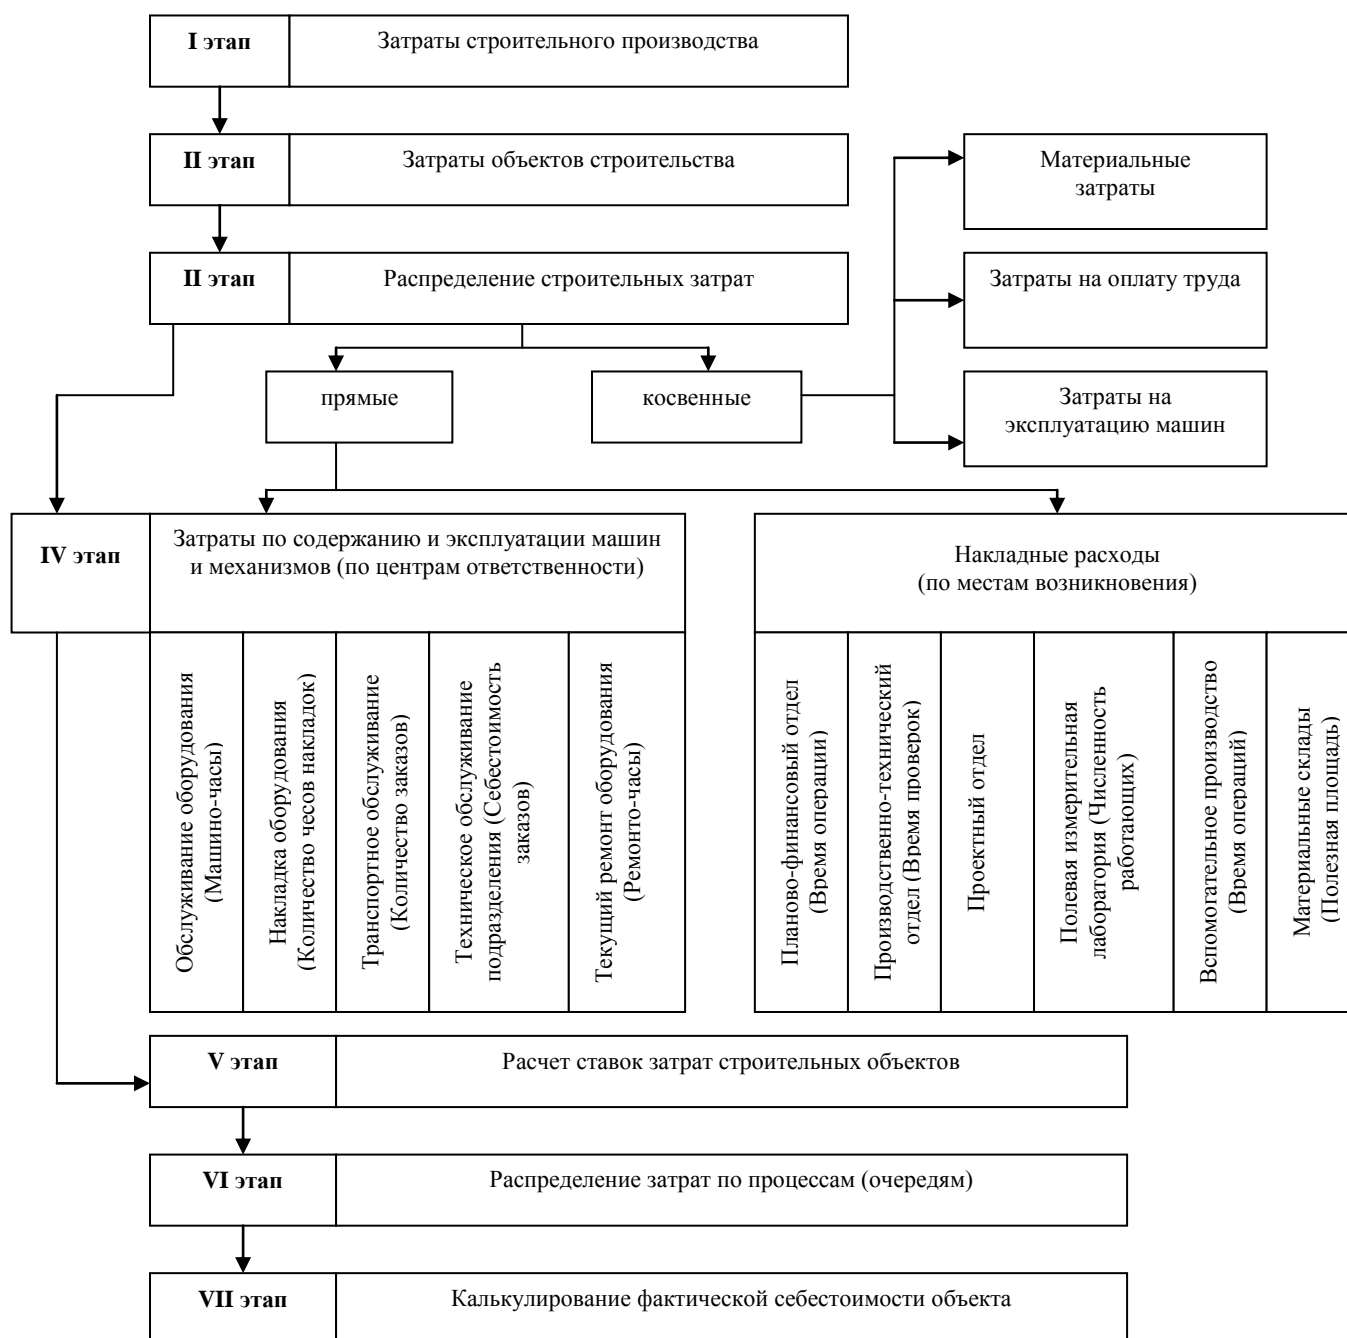 I этап
Затраты строительного производства
II этап
Затраты объектов строительства
Материальные
затраты
II этап
Распределение строительных затрат
Затраты на оплату труда
прямые
косвенные
Затраты на
эксплуатацию машин
IV этап
Затраты по содержанию и эксплуатации машин
и механизмов (по центрам ответственности)
Накладные расходы
(по местам возникновения)
Обслуживание оборудования
(Машино-часы)
Накладка оборудования
(Количество чесов накладок)
Транспортное обслуживание
(Количество заказов)
Техническое обслуживание
подразделения (Себестоимость
заказов)
Текущий ремонт оборудования
(Ремонто-часы)
Планово-финансовый отдел
(Время операции)
Производственно-технический
отдел (Время проверок)
Проектный отдел
Полевая измерительная
лаборатория (Численность
работающих)
Вспомогательное производство
(Время операций)
Материальные склады
(Полезная площадь)
V этап
Расчет ставок затрат строительных объектов
VI этап
Распределение затрат по процессам (очередям)
VII этап
Калькулирование фактической себестоимости объекта